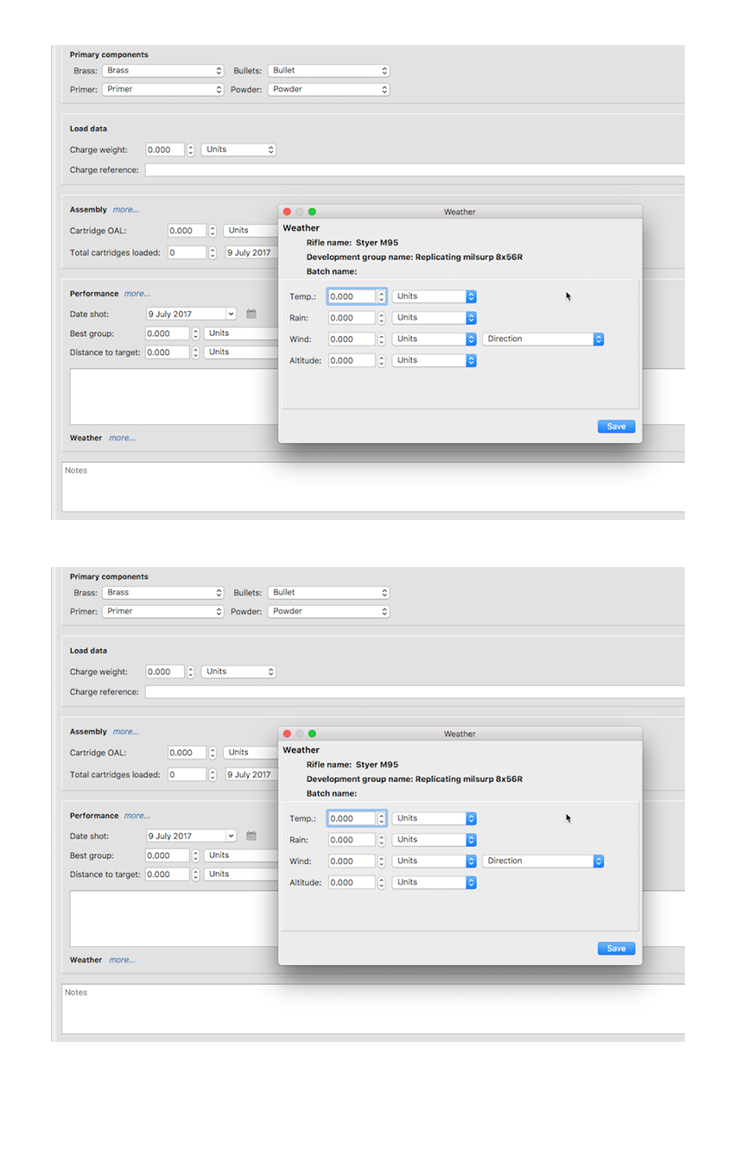 Primary components
Brass: Brass Bullets: Bullet
Primer: Primer Powder: Powder
Load data
Charge weight: 0.000 Units
Charge reference:
Assembly more...
Cartridge OAL: 0.000 Units
Total cartridges loaded: 0 9 July 2017
Performance more...
Date shot: 9 July 2017
Best group: 0.000 Units
Distance to target: 0.000 Units
Weather more...
Notes
Weather
Weather
Rifle name: Styer M95
Development group name: Replicating milsurp 8x56R
Batch name:
Temp.: 0.000 Units
Rain: 0.000 Units
Wind: 0.000 Units Direction
Altitude: 0.000 Units
Save
Primary components
Brass: Brass Bullets: Bullet
Primer: Primer Powder: Powder
Load data
Charge weight: 0.000 Units
Charge reference:
Assembly more...
Cartridge OAL: 0.000 Units
Total cartridges loaded: 0 9 July 2017
Performance more...
Date shot: 9 July 2017
Best group: 0.000 Units
Distance to target: 0.000 Units
Weather more...
Notes
Weather
Weather
Rifle name: Styer M95
Development group name: Replicating milsurp 8x56R
Batch name:
Temp.: 0.000 Units
Rain: 0.000 Units
Wind: 0.000 Units Direction
Altitude: 0.000 Units
Save